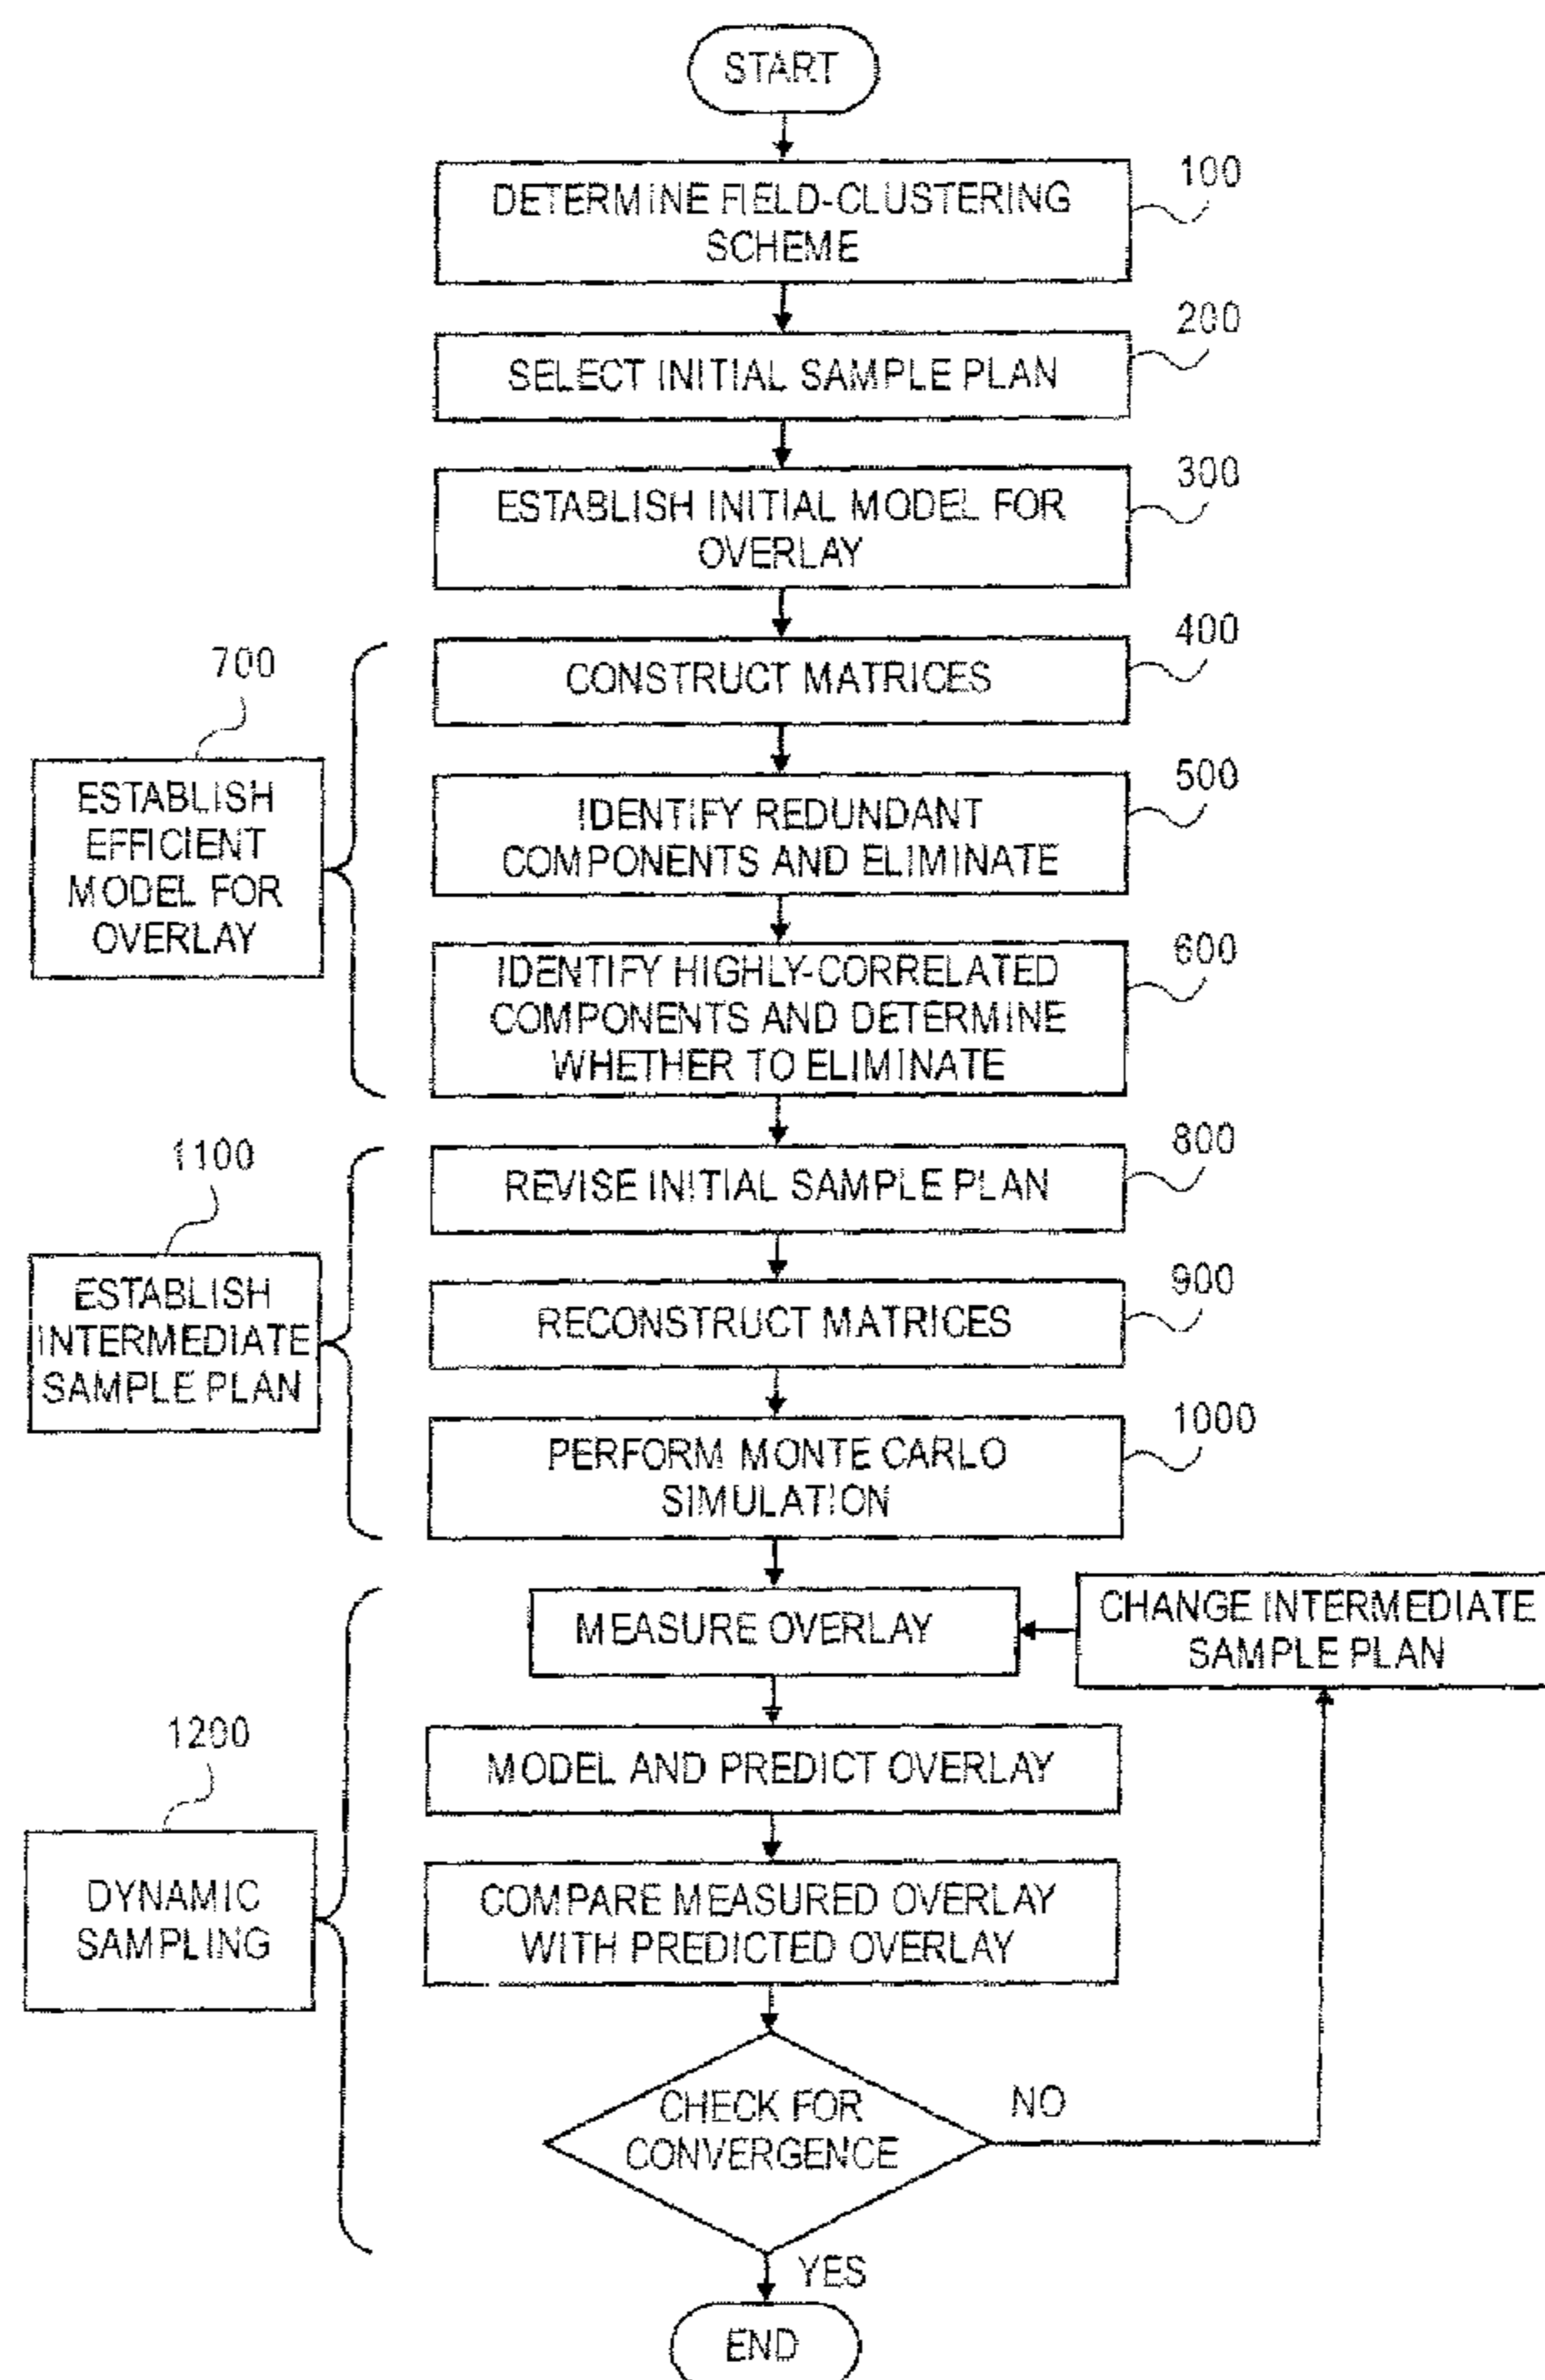 START
100
DETERMINE FIELD-CLUSTERING
SCHEME
200
SELECT INITIAL SAMPLE PLAN
300
ESTABLISH INITIAL MODEL FOR
OVERLAY
400
CONSTRUCT MATRICES
700
ESTABLISH
EFFICIENT
MODEL FOR
OVERLAY
500
IDENTIFY REDUNDANT
COMPONENTS AND ELIMINATE
600
IDENTIFY HIGHLY-CORRELATED
COMPONENTS AND DETERMINE
WHETHER TO ELIMINATE
800
REVISE INITIAL SAMPLE PLAN
1100
ESTABLISH
INTERMEDIATE
SAMPLE PLAN
900
RECONSTRUCT MATRICES
1000
PERFORM MONTE CARLO
SIMULATION
MEASURE OVERLAY
CHANGE INTERMEDIATE
SAMPLE PLAN
1200
DYNAMIC
SAMPLING
MODEL AND PREDICT OVERLAY
COMPARE MEASURED OVERLAY
WITH PREDICTED OVERLAY
CHECK FOR
CONVERGENCE
NO
YES
END